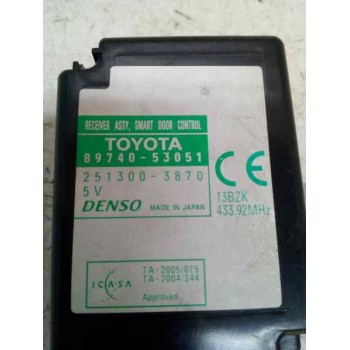 RECEIVER ASSY, SMART DOOR CONTROL
TOYOTA
89740-53051
251300-3870
5V
DENSO MADE IN JAPAN
CE
13BZK
433.92MHz
ICASA
TA-2005/075
TA-2004/244
Approved